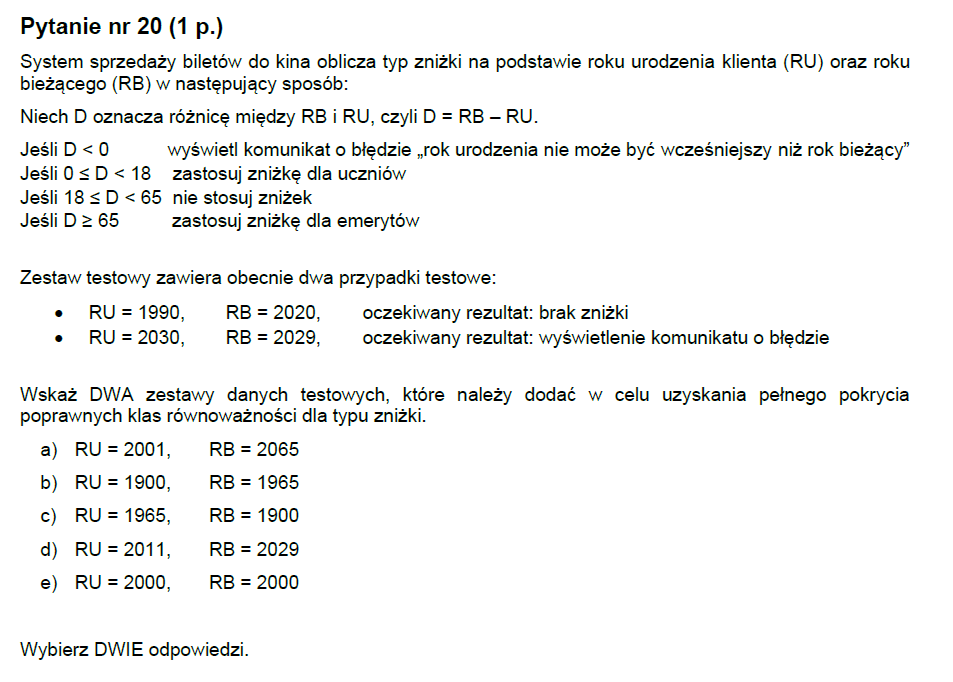 Pytanie nr 20 (1 p.)
System sprzedaży biletów do kina oblicza typ zniżki na podstawie roku urodzenia klienta (RU) oraz roku
bieżącego (RB) w następujący sposób:
Niech D oznacza różnicę między RB i RU, czyli D = RB – RU.
Jeśli D < 0 wyświetl komunikat o błędzie „rok urodzenia nie może być wcześniejszy niż rok bieżący”
Jeśli 0 ≤ D < 18 zastosuj zniżkę dla uczniów
Jeśli 18 ≤ D < 65 nie stosuj zniżek
Jeśli D ≥ 65 zastosuj zniżkę dla emerytów
Zestaw testowy zawiera obecnie dwa przypadki testowe:
• RU = 1990, RB = 2020, oczekiwany rezultat: brak zniżki
• RU = 2030, RB = 2029, oczekiwany rezultat: wyświetlenie komunikatu o błędzie
Wskaż DWA zestawy danych testowych, które należy dodać w celu uzyskania pełnego pokrycia
poprawnych klas równoważności dla typu zniżki.
a) RU = 2001, RB = 2065
b) RU = 1900, RB = 1965
c) RU = 1965, RB = 1900
d) RU = 2011, RB = 2029
e) RU = 2000, RB = 2000
Wybierz DWIE odpowiedzi.